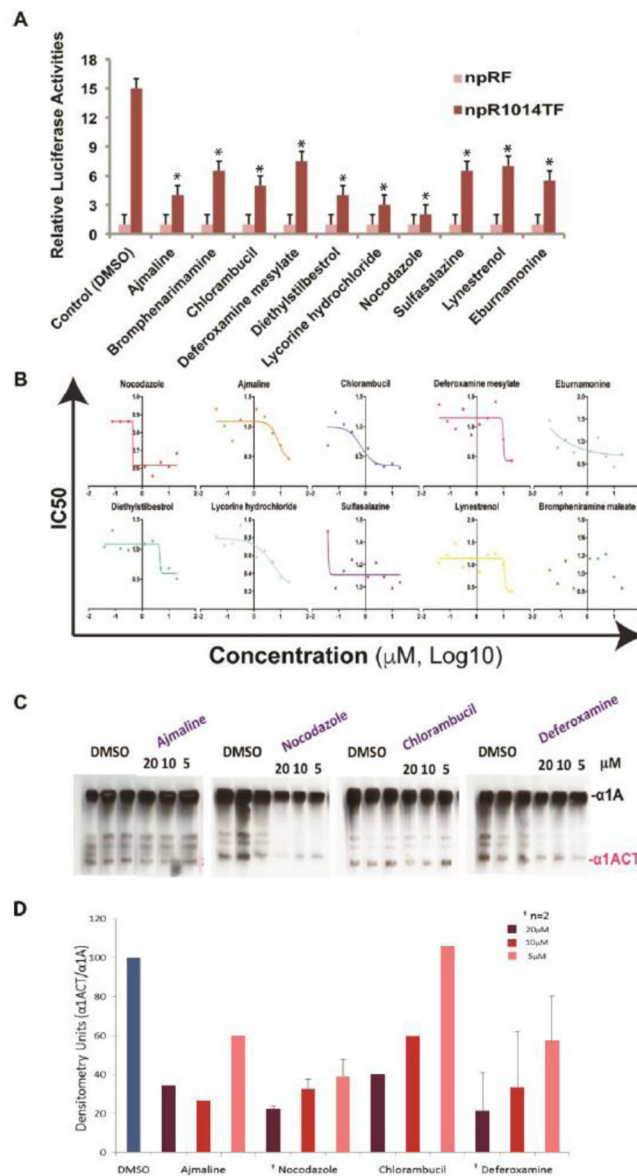 A
Relative Luciferase Activities
18
15
12
9
6
3
0
npRF
npR1014TF
* * * * * * * * * *
Control (DMSO)
Ajmaline
Bromphenarimamine
Chlorambucil
Deferoxamine mesylate
Diethylstilbestrol
Lycorine hydrochloride
Nocodazole
Sulfasalazine
Lynestrenol
Eburnamonine
B
IC50
Nocodazole
Ajmaline
Chlorambucil
Deferoxamine mesylate
Eburnamonine
Diethylestilbestrol
Lycorine hydrochloride
Sulfasalazine
Lynestrenol
Brompheniramine maleate
Concentration (μM, Log10)
C
Ajmaline
Nocodazole
Chlorambucil
Deferoxamine
DMSO
20 10 5
DMSO
20 10 5
DMSO
20 10 5
DMSO
20 10 5
μM
-α1A
-α1ACT
D
Densitometry Units (α1ACT/α1A)
120
100
80
60
40
20
0
† n=2
20μM
10μM
5μM
DMSO
Ajmaline
† Nocodazole
Chlorambucil
† Deferoxamine